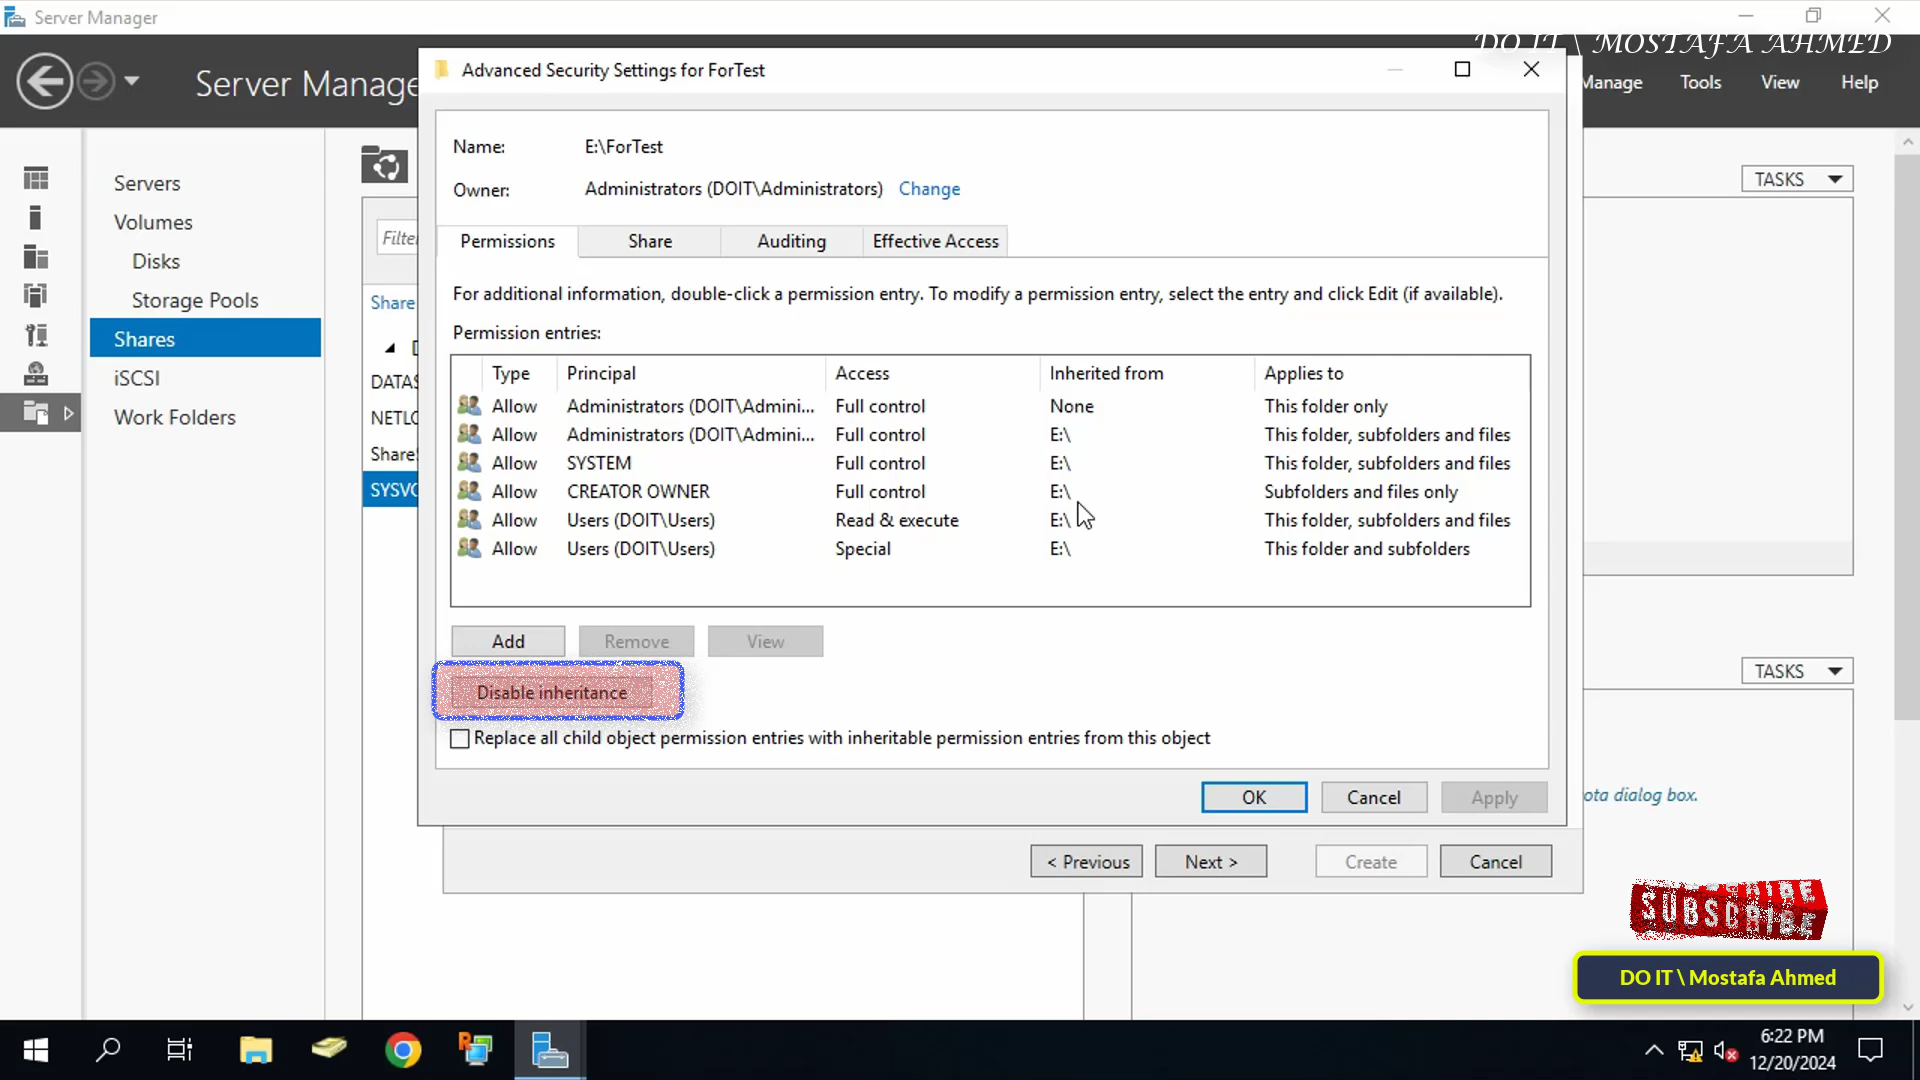 Server Manager
DO IT \ MOSTAFA AHMED
Server Manage
Manage Tools View Help
Advanced Security Settings for ForTest
Name: E:\ForTest
Owner: Administrators (DOIT\Administrators) Change
Permissions Share Auditing Effective Access
For additional information, double-click a permission entry. To modify a permission entry, select the entry and click Edit (if available).
Permission entries:
Type Principal Access Inherited from Applies to
Allow Administrators (DOIT\Admini... Full control None This folder only
Allow Administrators (DOIT\Admini... Full control E:\ This folder, subfolders and files
Allow SYSTEM Full control E:\ This folder, subfolders and files
Allow CREATOR OWNER Full control E:\ Subfolders and files only
Allow Users (DOIT\Users) Read & execute E:\ This folder, subfolders and files
Allow Users (DOIT\Users) Special E:\ This folder and subfolders
Add Remove View
Disable inheritance
Replace all child object permission entries with inheritable permission entries from this object
OK Cancel Apply
< Previous Next > Create Cancel
Servers
Volumes
Disks
Storage Pools
Shares
iSCSI
Work Folders
Filte
Share
DATAS
NETLO
Share
SYSVO
TASKS
TASKS
ota dialog box.
SUBSCRIBE
DO IT \ Mostafa Ahmed
6:22 PM
12/20/2024